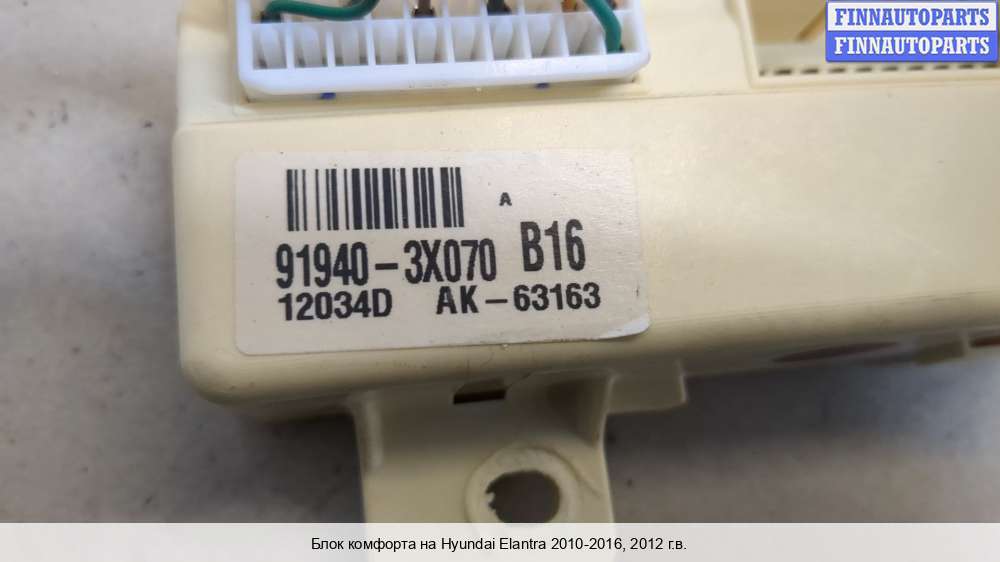 FINNAUTOPARTS
FINNAUTOPARTS
A
91940-3X070 B16
12034D AK-63163
Блок комфорта на Hyundai Elantra 2010-2016, 2012 г.в.